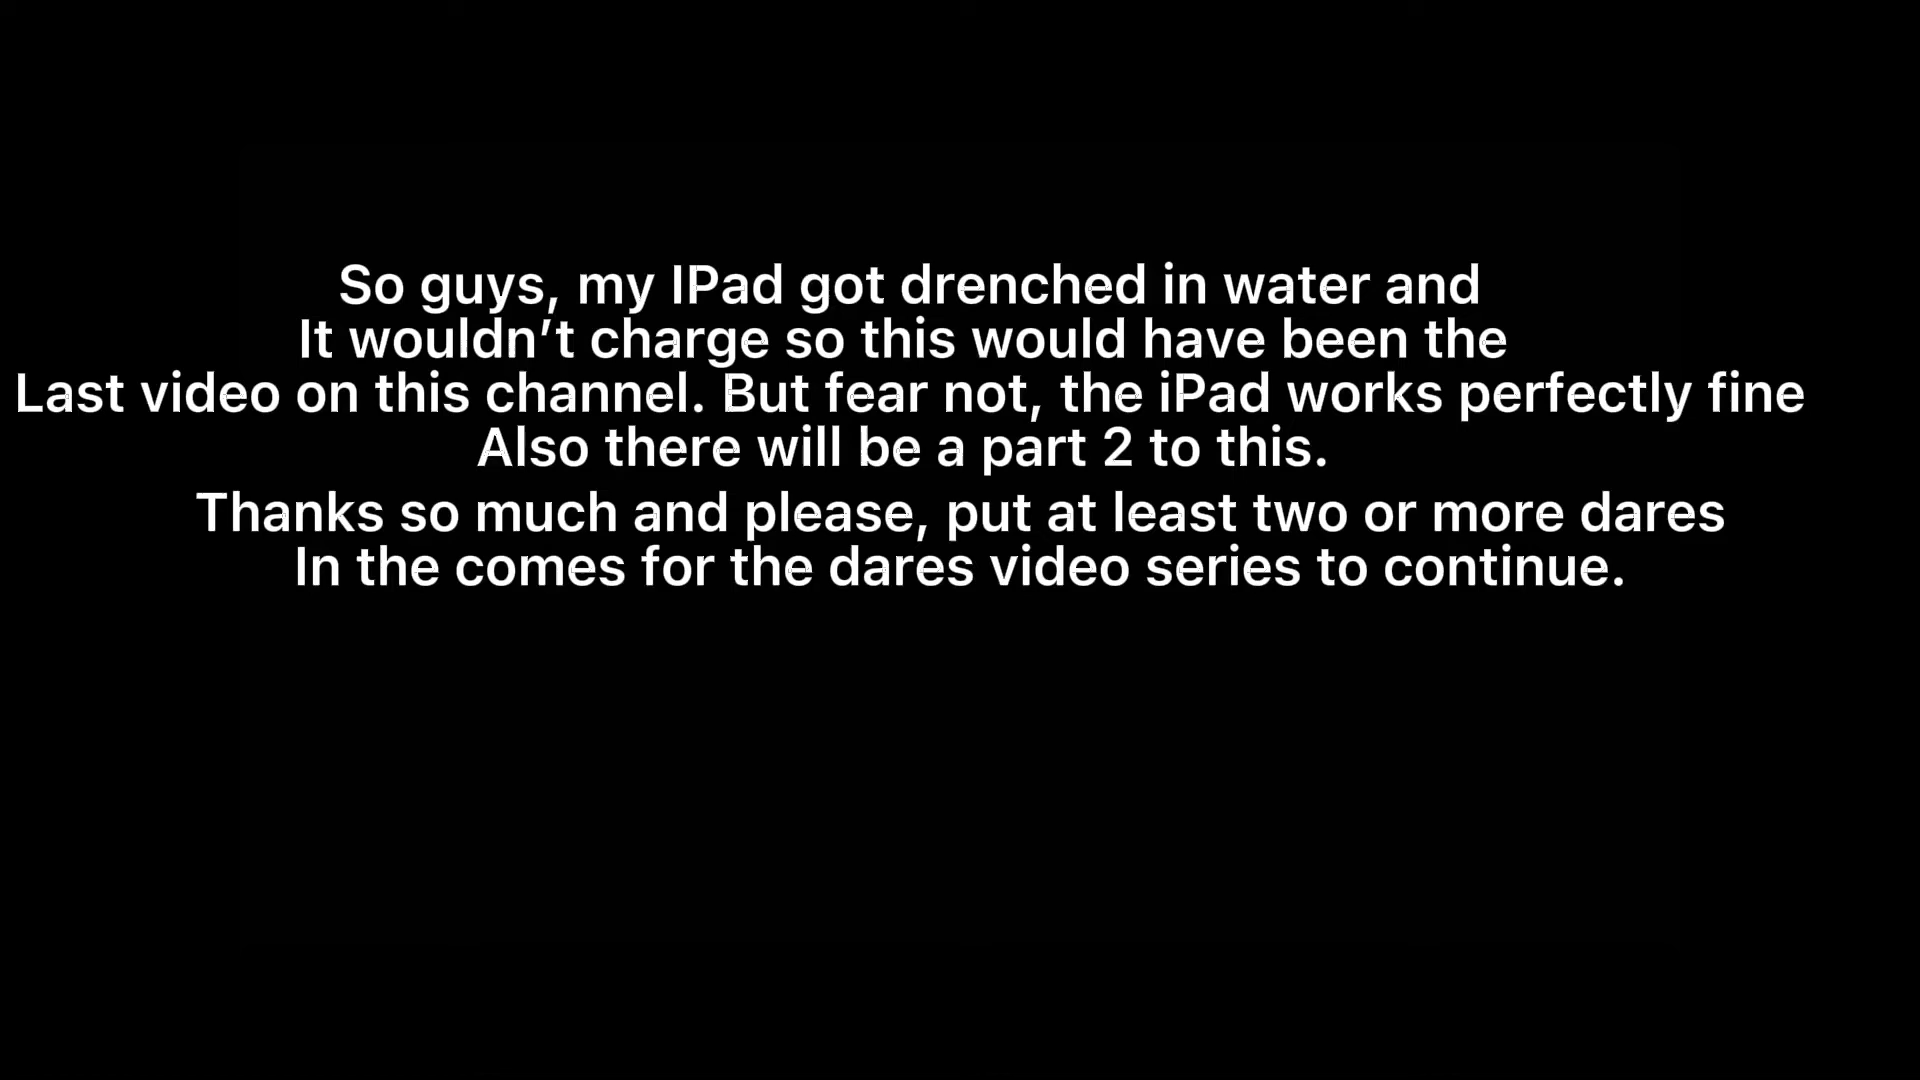 So guys, my IPad got drenched in water and
It wouldn’t charge so this would have been the
Last video on this channel. But fear not, the iPad works perfectly fine
Also there will be a part 2 to this.
Thanks so much and please, put at least two or more dares
In the comes for the dares video series to continue.